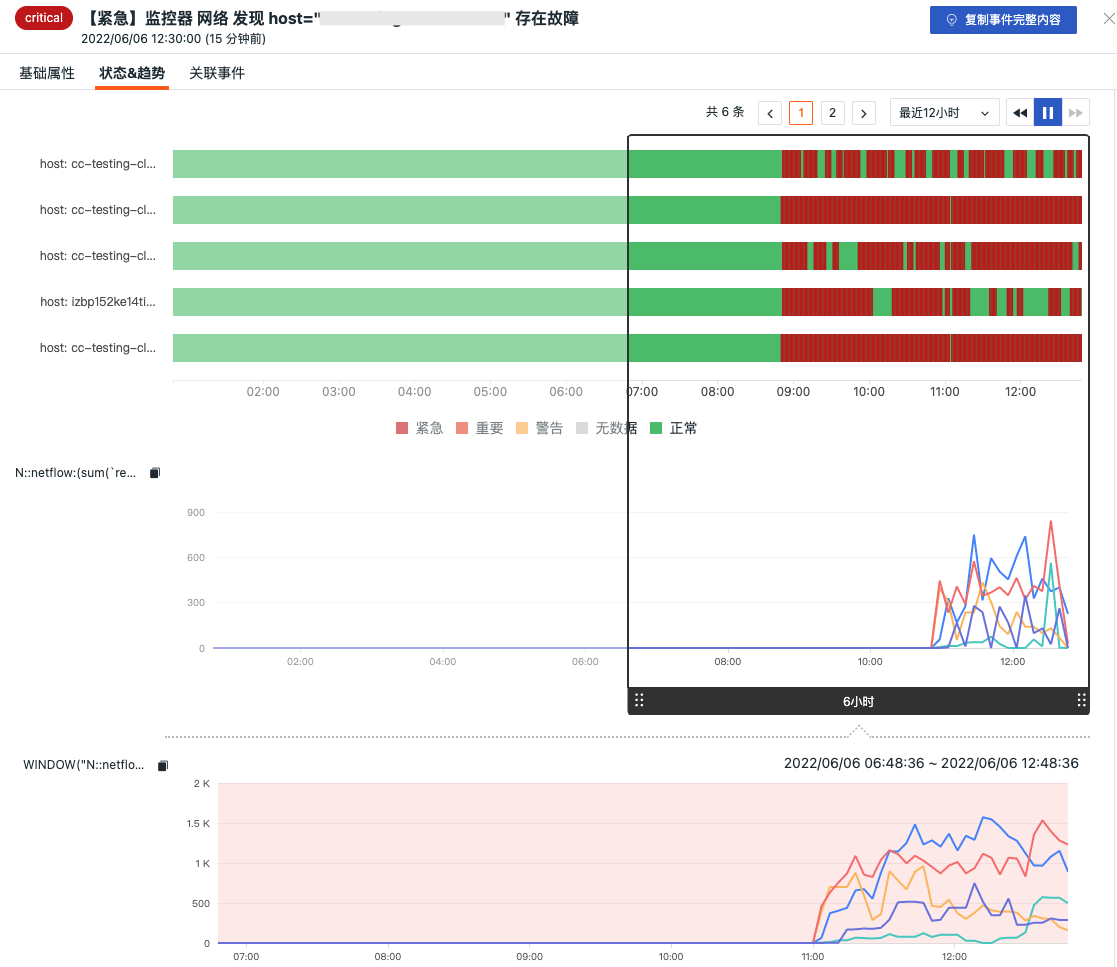 critical 【紧急】监控器 网络 发现 host=" " 存在故障
复制事件完整内容
2022/06/06 12:30:00 (15 分钟前)
基础属性 状态&趋势 关联事件
共 6 条 1 2 最近12小时
host: cc-testing-cl...
host: cc-testing-cl...
host: cc-testing-cl...
host: izbp152ke14ti...
host: cc-testing-cl...
02:00 03:00 04:00 05:00 06:00 07:00 08:00 09:00 10:00 11:00 12:00
紧急 重要 警告 无数据 正常
N::netflow:(sum(`re...
900
600
300
0
02:00 04:00 06:00 08:00 10:00 12:00
6小时
WINDOW("N::netflo...
2022/06/06 06:48:36 ~ 2022/06/06 12:48:36
2 K
1.5 K
1 K
500
0
07:00 08:00 09:00 10:00 11:00 12:00